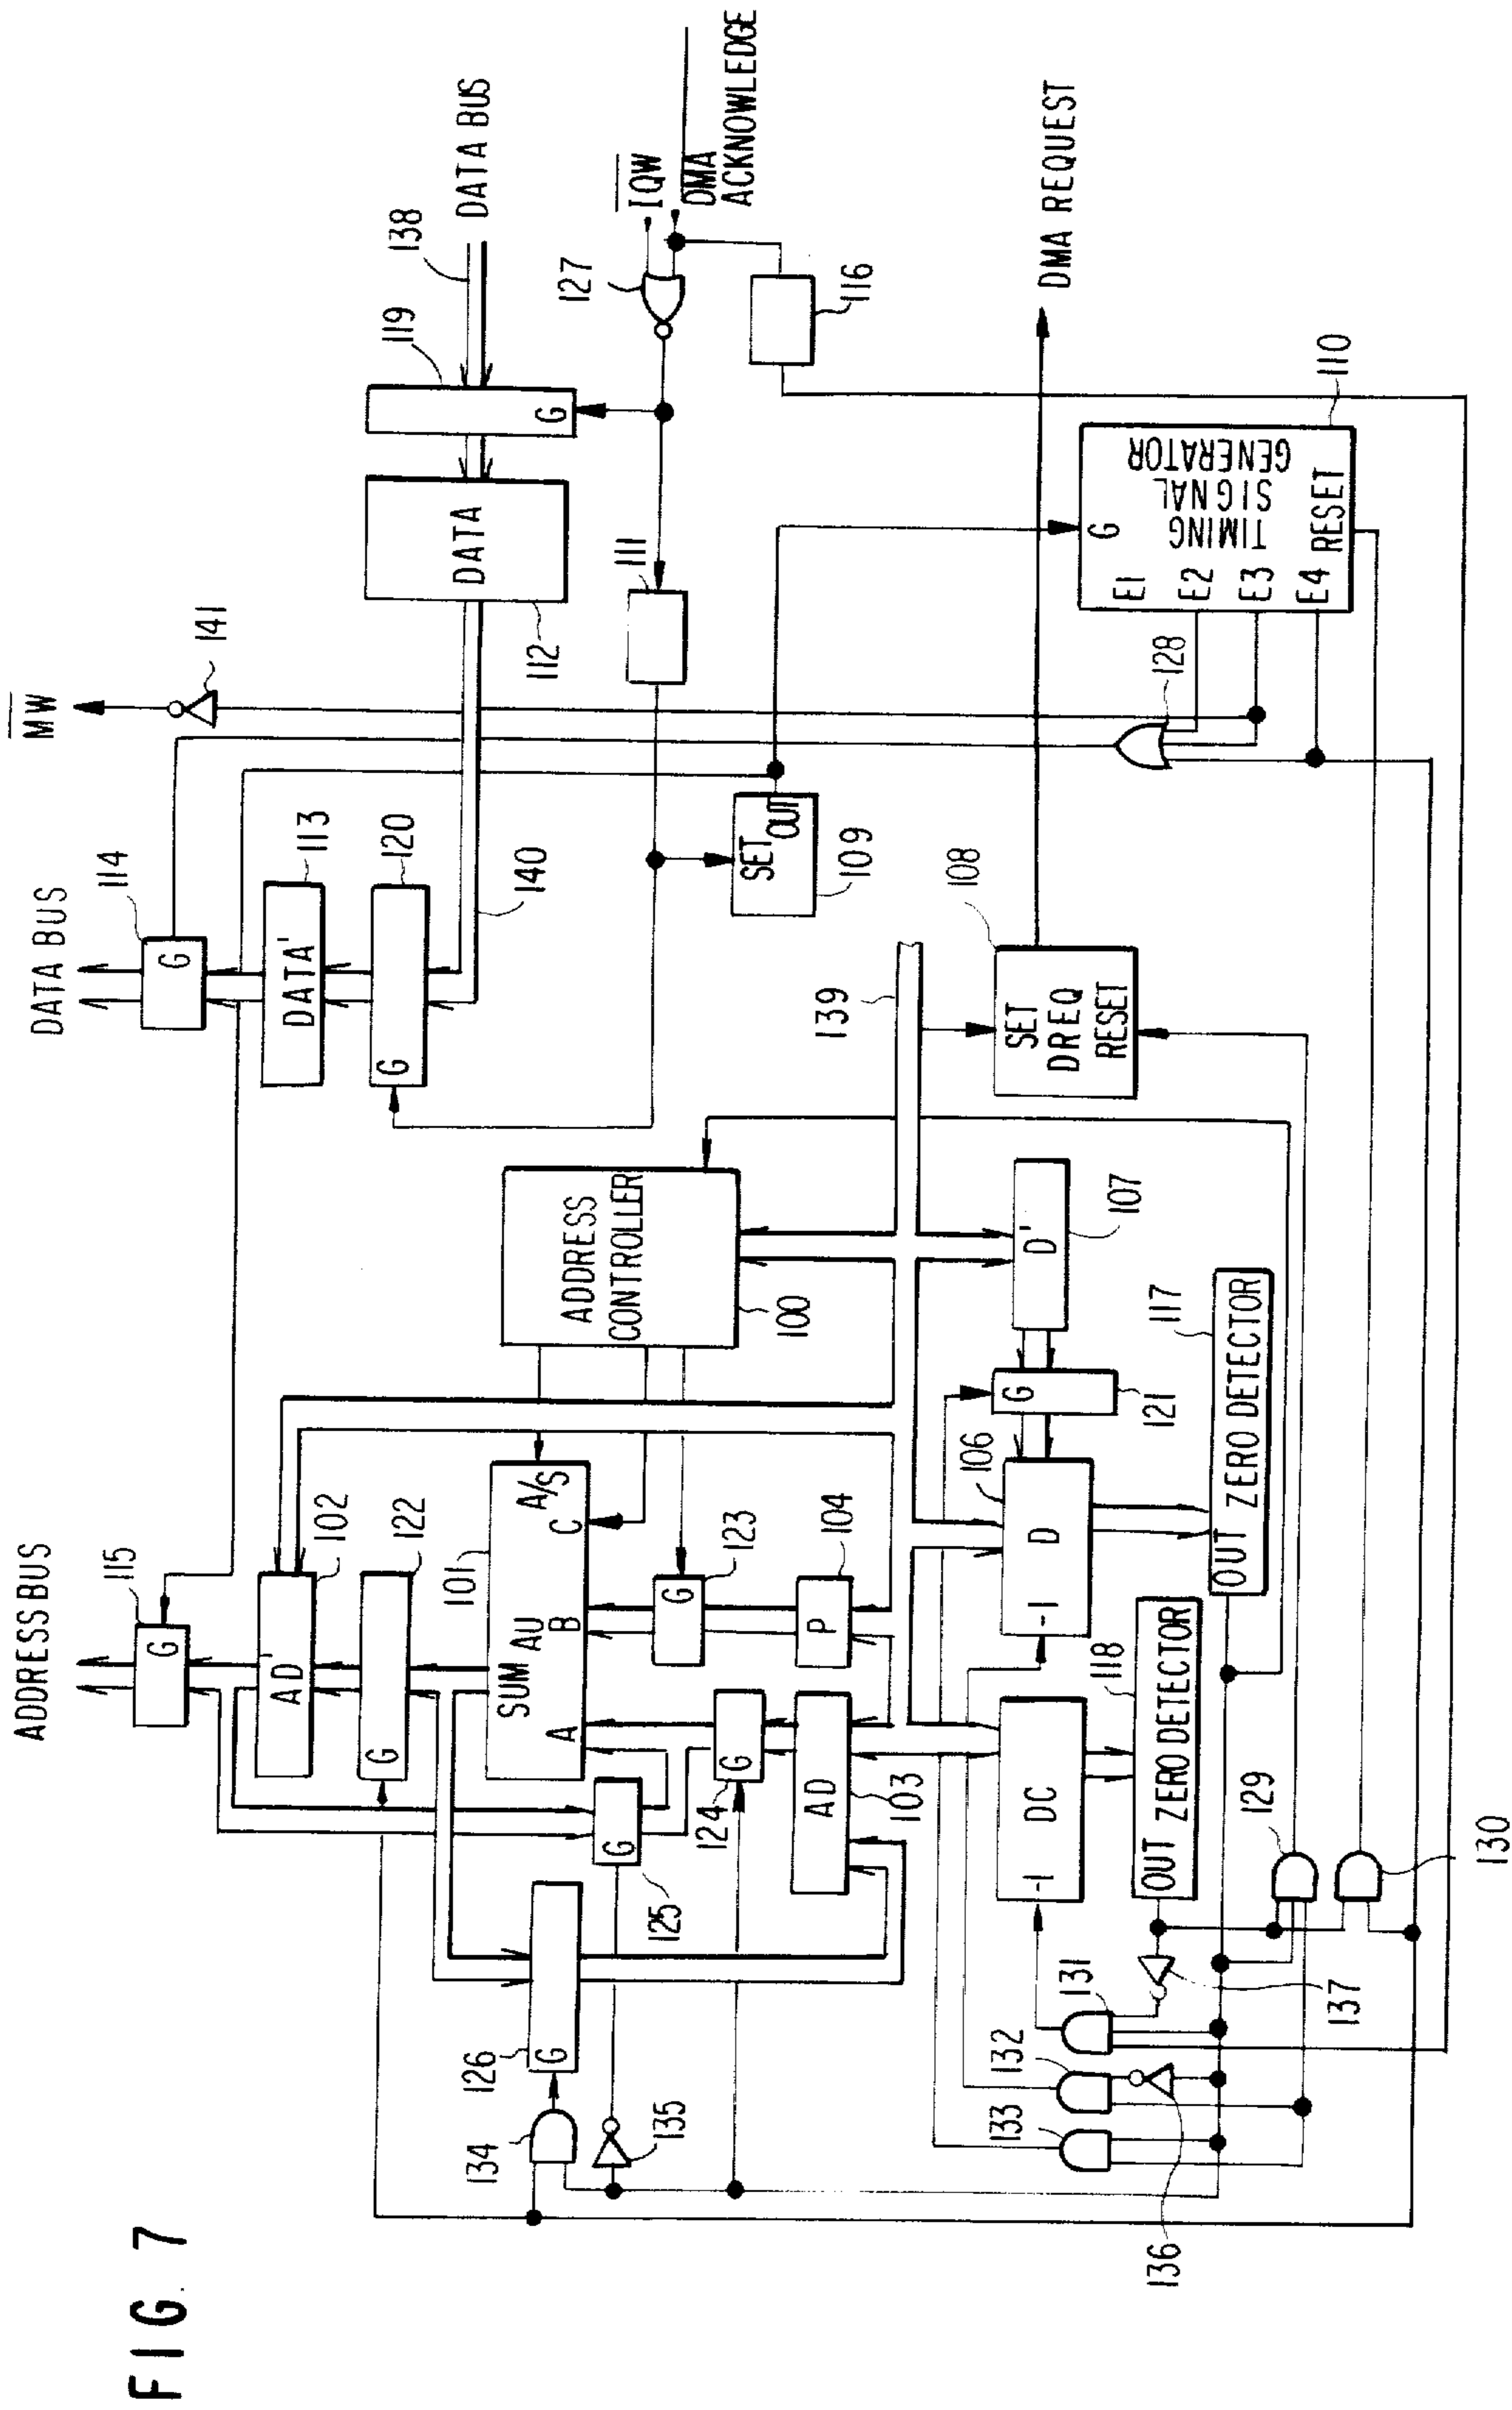 FIG. 7
ADDRESS BUS
115
G
AD'
102
122
G
DATA BUS
114
G
DATA'
113
120
G
140
MW
141
138
DATA BUS
119
G
DATA
112
127
IQW
DMA
ACKNOWLEDGE
116
111
SET
OUT
109
101
SUM
AU
A/S
C
B
A
ADDRESS
CONTROLLER
100
123
G
104
P
124
G
AD
103
125
G
126
G
134
135
139
108
SET
DREQ
RESET
DMA REQUEST
D'
107
G
121
106
D
-1
117
OUT
ZERO DETECTOR
118
OUT
ZERO DETECTOR
DC
-1
128
G
E1
E2
E3
E4
TIMING
SIGNAL
GENERATOR
RESET
110
129
130
131
132
133
136
137